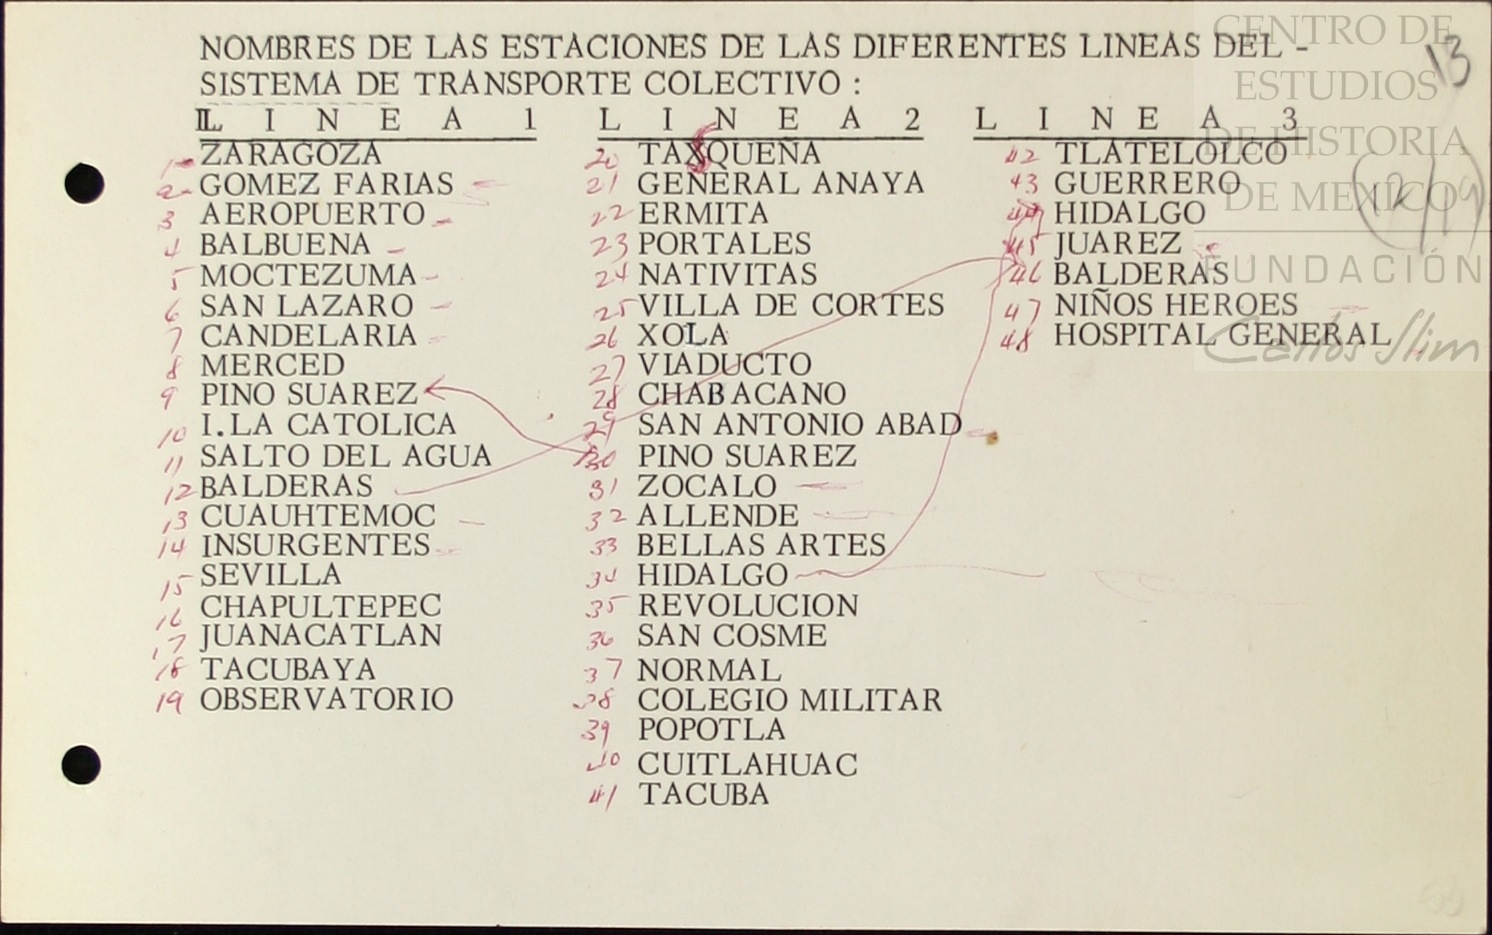 NOMBRES DE LAS ESTACIONES DE LAS DIFERENTES LINEAS DEL -
SISTEMA DE TRANSPORTE COLECTIVO :
13
12/19
L I N E A 1
1- ZARAGOZA
2- GOMEZ FARIAS
3 AEROPUERTO
4 BALBUENA
5 MOCTEZUMA
6 SAN LAZARO
7 CANDELARIA
8 MERCED
9 PINO SUAREZ
10 I.LA CATOLICA
11 SALTO DEL AGUA
12 BALDERAS
13 CUAUHTEMOC
14 INSURGENTES
15 SEVILLA
16 CHAPULTEPEC
17 JUANACATLAN
18 TACUBAYA
19 OBSERVATORIO
L I N E A 2
20 TASQUEÑA
21 GENERAL ANAYA
22 ERMITA
23 PORTALES
24 NATIVITAS
25 VILLA DE CORTES
26 XOLA
27 VIADUCTO
28 CHABACANO
29 SAN ANTONIO ABAD
30 PINO SUAREZ
31 ZOCALO
32 ALLENDE
33 BELLAS ARTES
34 HIDALGO
35 REVOLUCION
36 SAN COSME
37 NORMAL
38 COLEGIO MILITAR
39 POPOTLA
40 CUITLAHUAC
41 TACUBA
L I N E A 3
42 TLATELOLCO
43 GUERRERO
44 HIDALGO
45 JUAREZ
46 BALDERAS
47 NIÑOS HEROES
48 HOSPITAL GENERAL
CENTRO DE
ESTUDIOS
DE HISTORIA
DE MEXICO
FUNDACIÓN
Carlos Slim